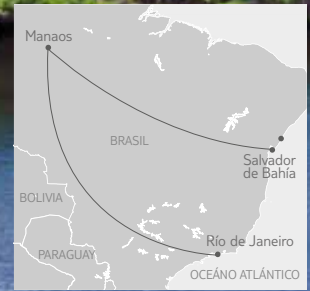 Manaos
BRASIL
Salvador
de Bahía
BOLIVIA
Río de Janeiro
PARAGUAY
OCEÁNO ATLÁNTICO